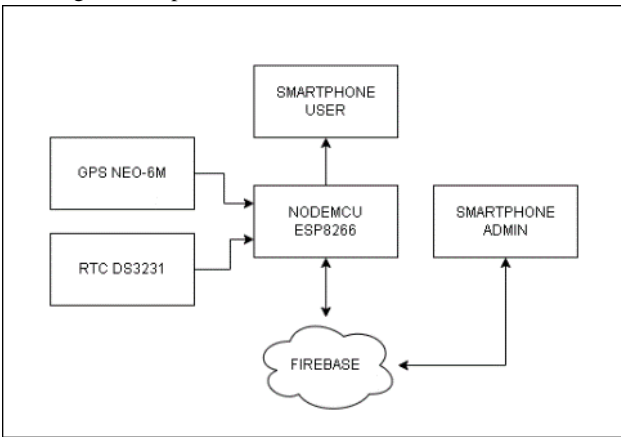 SMARTPHONE
USER
GPS NEO-6M
NODEMCU
ESP8266
SMARTPHONE
ADMIN
RTC DS3231
FIREBASE